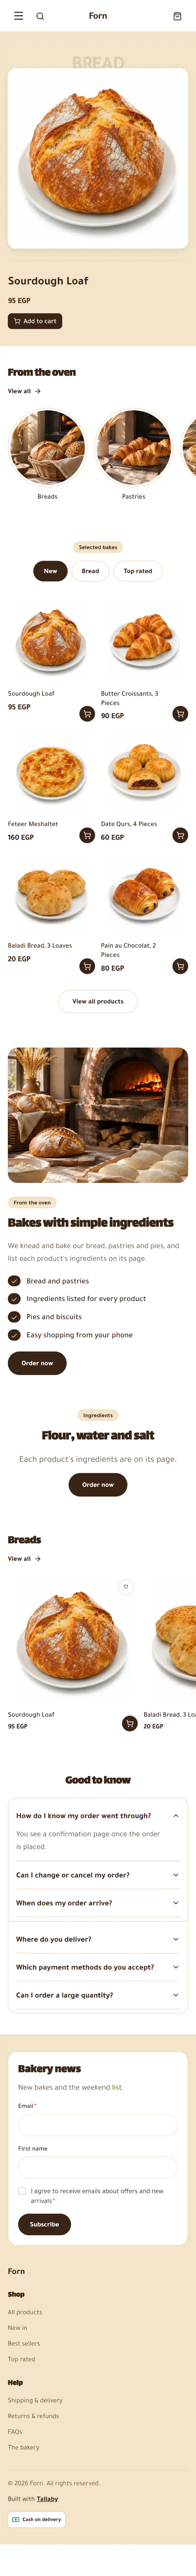 Forn
BREAD
Sourdough Loaf
95 EGP
Add to cart
From the oven
View all →
Breads
Pastries
Selected bakes
New
Bread
Top rated
Sourdough Loaf
95 EGP
Butter Croissants, 3
Pieces
90 EGP
Feteer Meshaltet
160 EGP
Date Qurs, 4 Pieces
60 EGP
Baladi Bread, 3 Loaves
20 EGP
Pain au Chocolat, 2
Pieces
80 EGP
View all products
From the oven
Bakes with simple ingredients
We knead and bake our bread, pastries and pies, and
list each product's ingredients on its page.
Bread and pastries
Ingredients listed for every product
Pies and biscuits
Easy shopping from your phone
Order now
Ingredients
Flour, water and salt
Each product's ingredients are on its page.
Order now
Breads
View all →
Sourdough Loaf
95 EGP
Baladi Bread, 3 Loa
20 EGP
Good to know
How do I know my order went through?
You see a confirmation page once the order
is placed.
Can I change or cancel my order?
When does my order arrive?
Where do you deliver?
Which payment methods do you accept?
Can I order a large quantity?
Bakery news
New bakes and the weekend list.
Email*
First name
I agree to receive emails about offers and new
arrivals*
Subscribe
Forn
Shop
All products
New in
Best sellers
Top rated
Help
Shipping & delivery
Returns & refunds
FAQs
The bakery
© 2026 Forn. All rights reserved.
Built with Tallaby
Cash on delivery